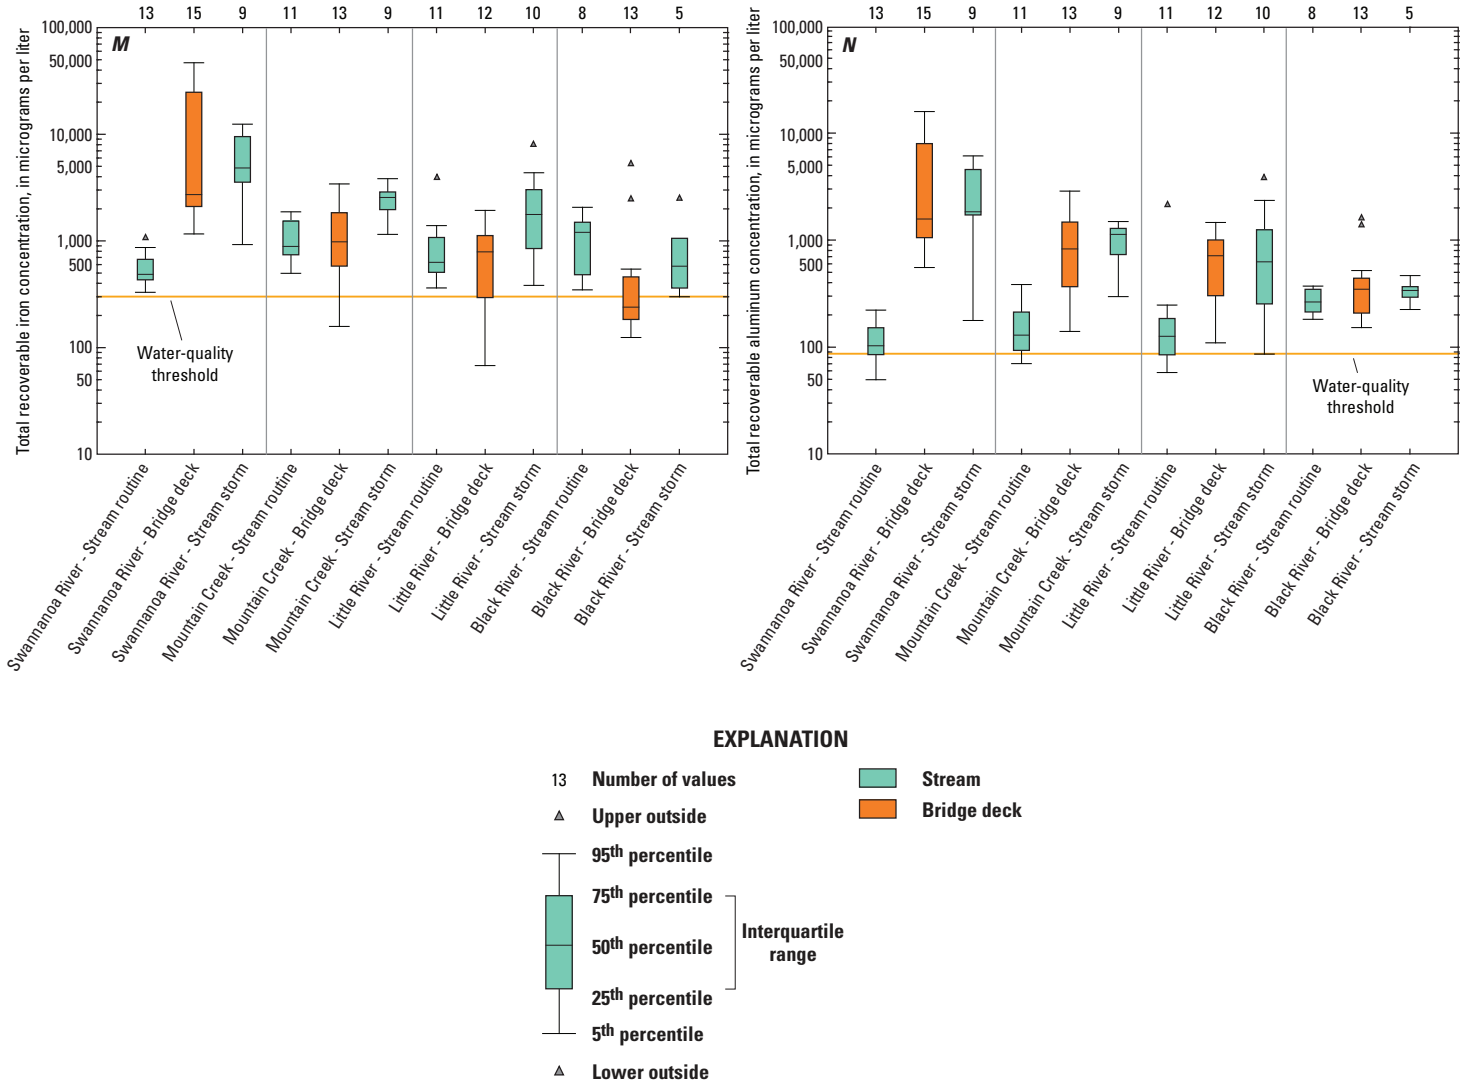 13 15 9 11 13 9 11 12 10 8 13 5
M
Total recoverable iron concentration, in micrograms per liter
100,000
50,000
10,000
5,000
1,000
500
100
50
10
Water-quality
threshold
Swannanoa River - Stream routine
Swannanoa River - Bridge deck
Swannanoa River - Stream storm
Mountain Creek - Stream routine
Mountain Creek - Bridge deck
Mountain Creek - Stream storm
Little River - Stream routine
Little River - Bridge deck
Little River - Stream storm
Black River - Stream routine
Black River - Bridge deck
Black River - Stream storm
13 15 9 11 13 9 11 12 10 8 13 5
N
Total recoverable aluminum concentration, in micrograms per liter
100,000
50,000
10,000
5,000
1,000
500
100
50
10
Water-quality
threshold
Swannanoa River - Stream routine
Swannanoa River - Bridge deck
Swannanoa River - Stream storm
Mountain Creek - Stream routine
Mountain Creek - Bridge deck
Mountain Creek - Stream storm
Little River - Stream routine
Little River - Bridge deck
Little River - Stream storm
Black River - Stream routine
Black River - Bridge deck
Black River - Stream storm
EXPLANATION
13 Number of values
Upper outside
95th percentile
75th percentile
50th percentile
25th percentile
5th percentile
Lower outside
Interquartile
range
Stream
Bridge deck